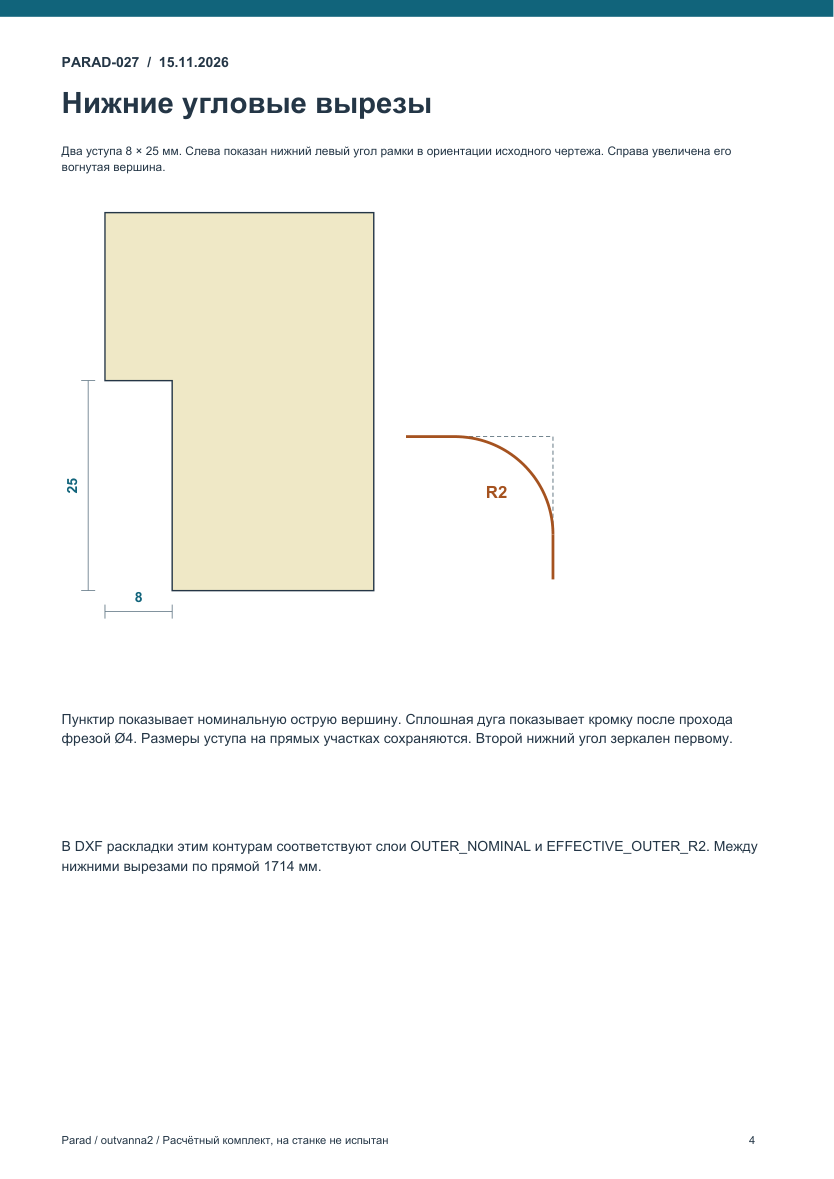 PARAD-027 / 15.11.2026
Нижние угловые вырезы
Два уступа 8 × 25 мм. Слева показан нижний левый угол рамки в ориентации исходного чертежа. Справа увеличена его
вогнутая вершина.
25
8
R2
Пунктир показывает номинальную острую вершину. Сплошная дуга показывает кромку после прохода
фрезой Ø4. Размеры уступа на прямых участках сохраняются. Второй нижний угол зеркален первому.
В DXF раскладки этим контурам соответствуют слои OUTER_NOMINAL и EFFECTIVE_OUTER_R2. Между
нижними вырезами по прямой 1714 мм.
Parad / outvanna2 / Расчётный комплект, на станке не испытан
4